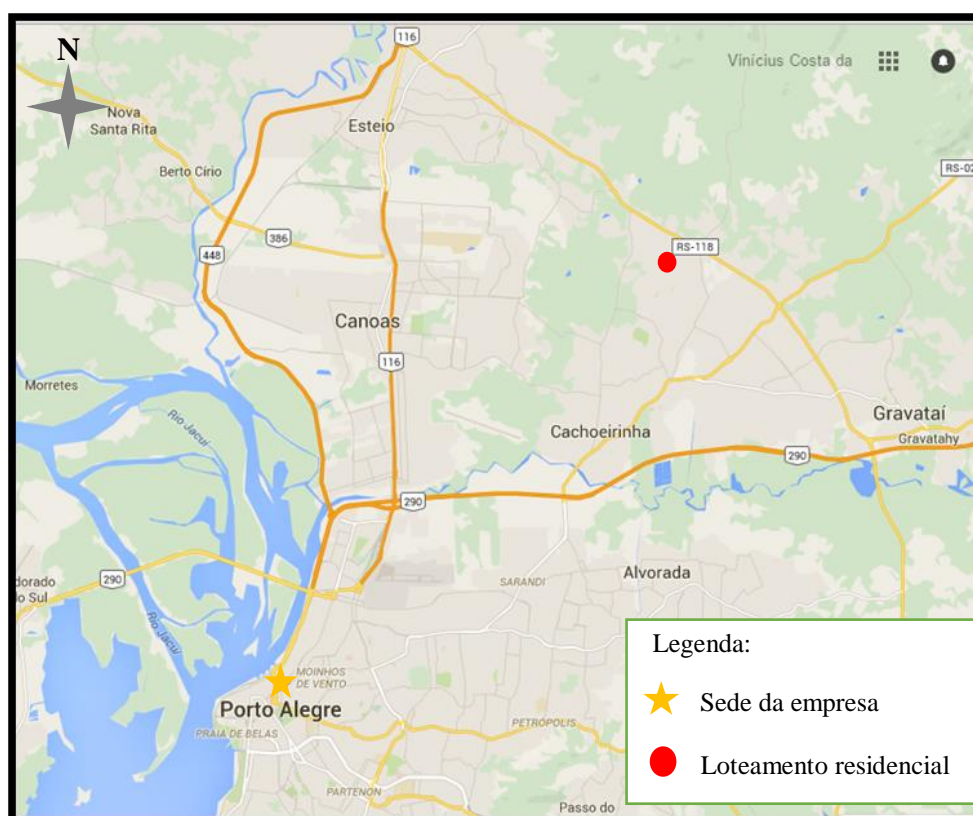 116
N
Vinícius Costa da
Nova
Santa Rita
Esteio
Berto Círio
RS-02
386
448
RS-118
Canoas
116
Morretes
Rio Jacuí
Cachoeirinha
Gravataí
Gravatahy
290
290
290
dorado
o Sul
SARANDI
Alvorada
Rio Jacuí
MOINHOS
DE VENTO
Porto Alegre
PRAIA DE BELAS
PETRÓPOLIS
PARTENON
Passo do
Legenda:
Sede da empresa
Loteamento residencial